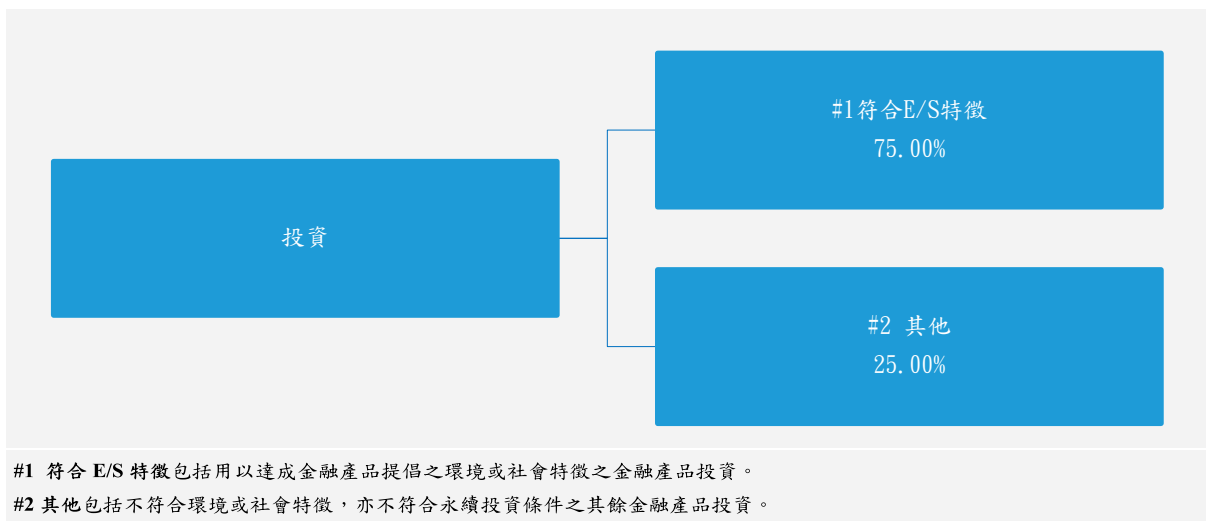 #1符合E/S特徵
75.00%
投資
#2 其他
25.00%
#1 符合 E/S 特徵包括用以達成金融產品提倡之環境或社會特徵之金融產品投資。
#2 其他包括不符合環境或社會特徵，亦不符合永續投資條件之其餘金融產品投資。